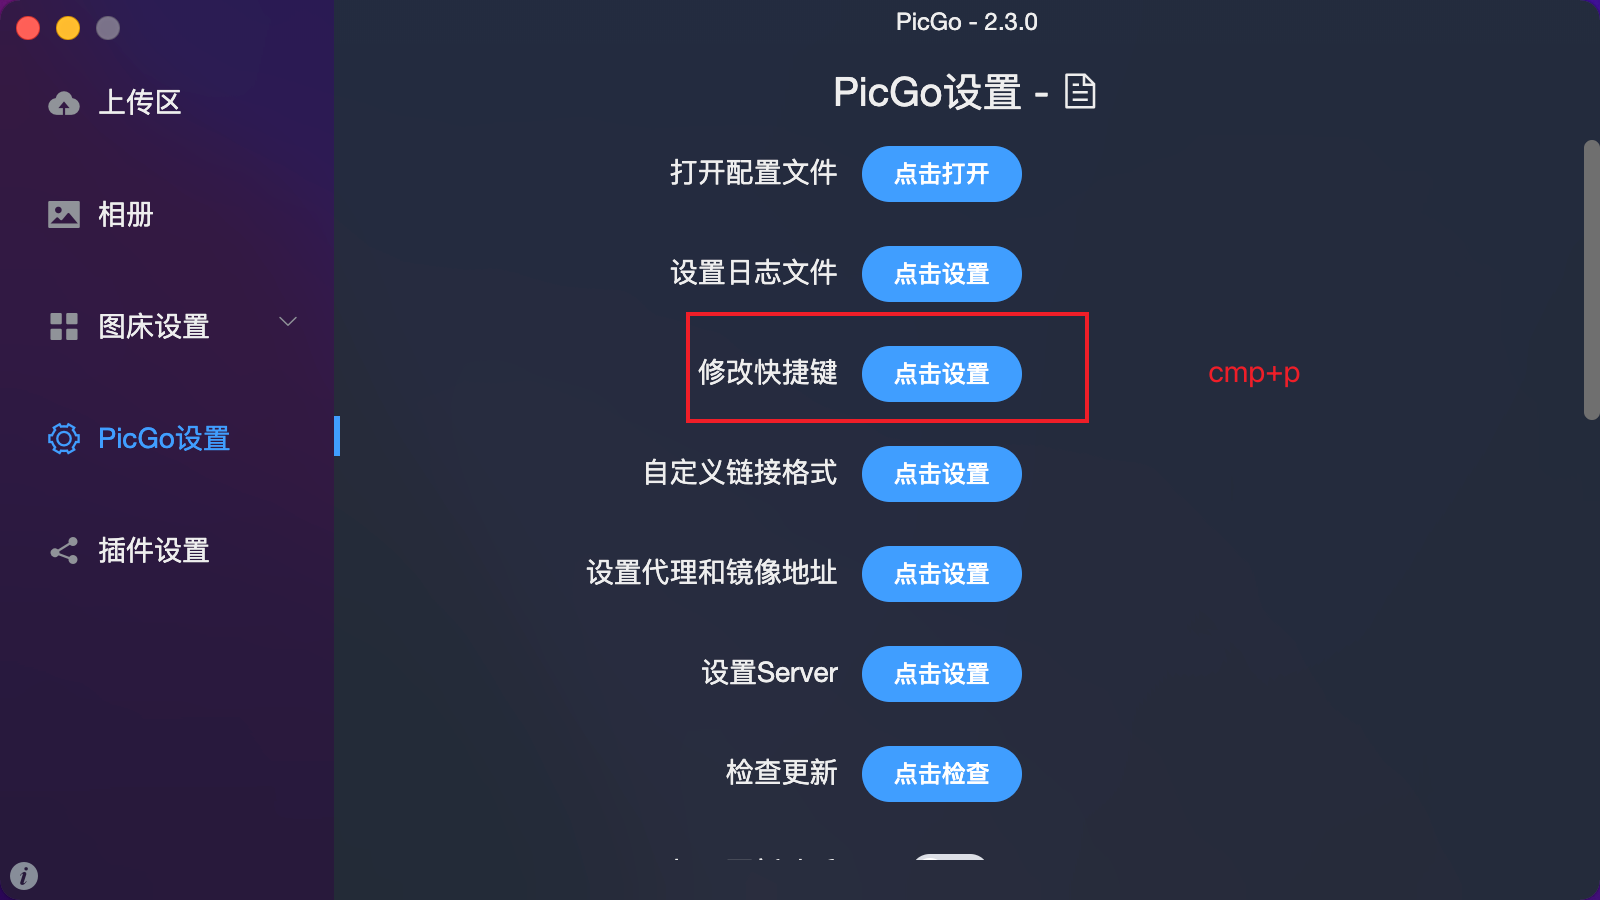 PicGo - 2.3.0
上传区
相册
图床设置
PicGo设置
插件设置
PicGo设置 -
打开配置文件 点击打开
设置日志文件 点击设置
修改快捷键 点击设置 cmp+p
自定义链接格式 点击设置
设置代理和镜像地址 点击设置
设置Server 点击设置
检查更新 点击检查